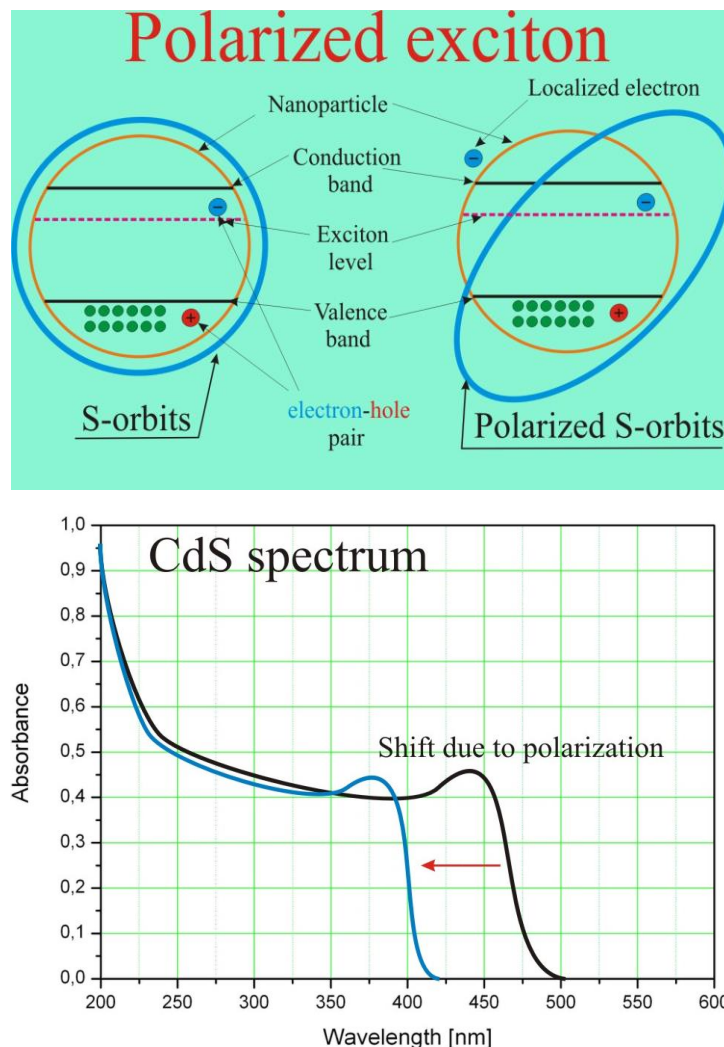 Polarized exciton
Localized electron
Nanoparticle
Conduction
band
Exciton
level
Valence
band
−
+
−
−
+
S-orbits
electron-hole
pair
Polarized S-orbits
CdS spectrum
Shift due to polarization
Absorbance
1,0
0,9
0,8
0,7
0,6
0,5
0,4
0,3
0,2
0,1
0,0
200 250 300 350 400 450 500 550 600
Wavelength [nm]